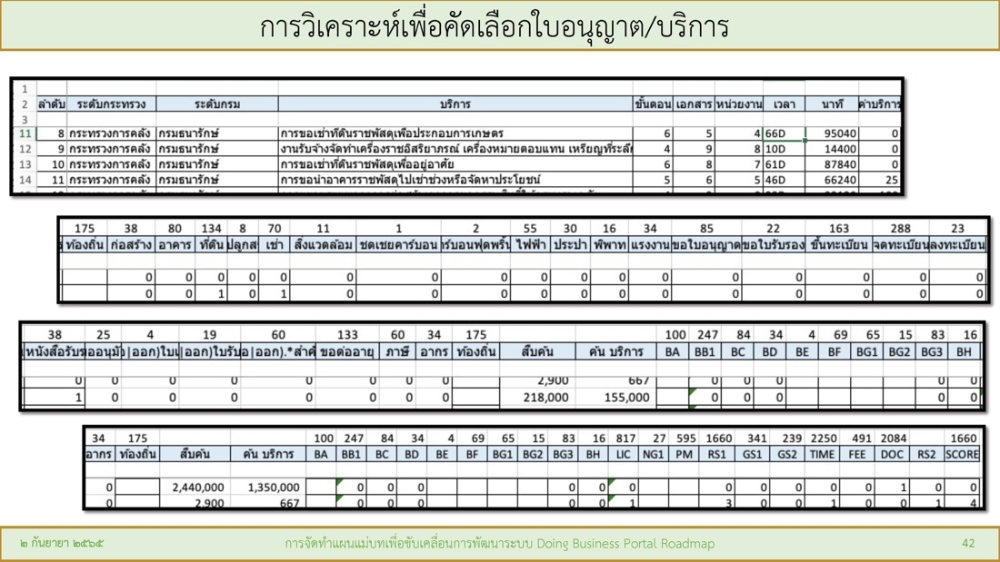 การวิเคราะห์เพื่อคัดเลือกใบอนุญาต/บริการ
1
2 ลำดับ ระดับกระทรวง ระดับกรม บริการ ขั้นตอน เอกสาร หน่วยงาน เวลา นาที ค่าบริการ
3
11 8 กระทรวงการคลัง กรมธนารักษ์ การขอเช่าที่ดินราชพัสดุเพื่อประกอบการเกษตร 6 5 4 66D 95040 0
12 9 กระทรวงการคลัง กรมธนารักษ์ งานรับจ้างจัดทำเครื่องราชอิสริยาภรณ์ เครื่องหมายตอบแทน เหรียญที่ระลึ 4 9 8 10D 14400 0
13 10 กระทรวงการคลัง กรมธนารักษ์ การขอเช่าที่ดินราชพัสดุเพื่ออยู่อาศัย 6 8 7 61D 87840 0
14 11 กระทรวงการคลัง กรมธนารักษ์ การขอนำอาคารราชพัสดุไปเช่าช่วงหรือจัดหาประโยชน์ 5 6 5 46D 66240 25
175 38 80 134 8 70 11 1 2 55 30 16 34 85 22 163 288 23
ท้องถิ่น ก่อสร้าง อาคาร ที่ดิน ปลูกส เช่า สิ่งแวดล้อม ชดเชยคาร์บอน าร์บอนฟุตพริ้น ไฟฟ้า ประปา พิพาท แรงงาน ขอใบอนุญาต ขอใบรับรอง ขึ้นทะเบียน จดทะเบียน ลงทะเบียน
0 0 0 0 0 0 0 0 0 0 0 0 0 0 0 0 0
0 0 1 0 1 0 0 0 0 0 0 0 0 0 0 0 0
38 25 4 19 60 133 60 34 175 100 247 84 34 4 69 65 15 83 16
หนังสือรับร ออนุมั |ออก)ใบเ |ออก)ใบรับ อ|ออก).*สำค ขอต่ออายุ ภาษี อากร ท้องถิ่น สืบค้น ค้น บริการ BA BB1 BC BD BE BF BG1 BG2 BG3 BH
0 0 0 0 0 0 0 0 2,900 667 0 0 0 0 0
1 0 0 0 0 0 0 0 218,000 155,000 0 0 0 0 0
34 175 100 247 84 34 4 69 65 15 83 16 817 27 595 1660 341 239 2250 491 2084 1660
อากร ท้องถิ่น สืบค้น ค้น บริการ BA BB1 BC BD BE BF BG1 BG2 BG3 BH LIC NG1 PM RS1 GS1 GS2 TIME FEE DOC RS2 SCORE
0 2,440,000 1,350,000 0 0 0 0 0 0 0 0 0 0 0 1 0 0
0 2,900 667 0 0 0 0 0 1 3 0 0 1 0 0 1 4
๒ กันยายา ๒๕๖๕ การจัดทำแผนแม่บทเพื่อขับเคลื่อนการพัฒนาระบบ Doing Business Portal Roadmap 42